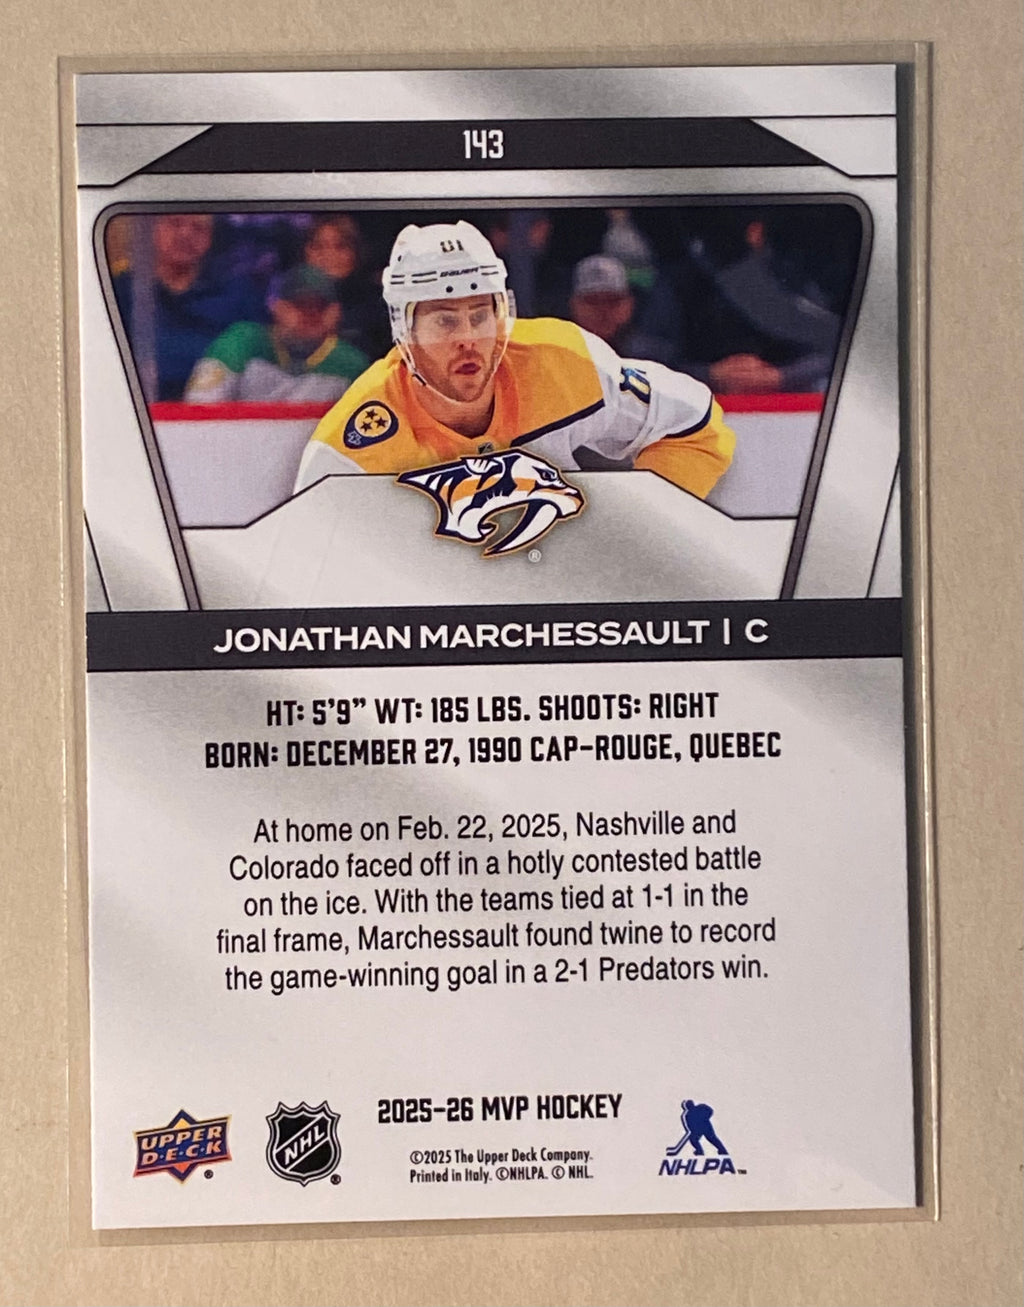 143
81
BAUER
81
®
JONATHAN MARCHESSAULT | C
HT: 5'9” WT: 185 LBS. SHOOTS: RIGHT
BORN: DECEMBER 27, 1990 CAP-ROUGE, QUEBEC
At home on Feb. 22, 2025, Nashville and
Colorado faced off in a hotly contested battle
on the ice. With the teams tied at 1-1 in the
final frame, Marchessault found twine to record
the game-winning goal in a 2-1 Predators win.
2025-26 MVP HOCKEY
©2025 The Upper Deck Company.
Printed in Italy. ©NHLPA. © NHL.
UPPER
D·E·C·K
®
NHL
®
NHLPA™